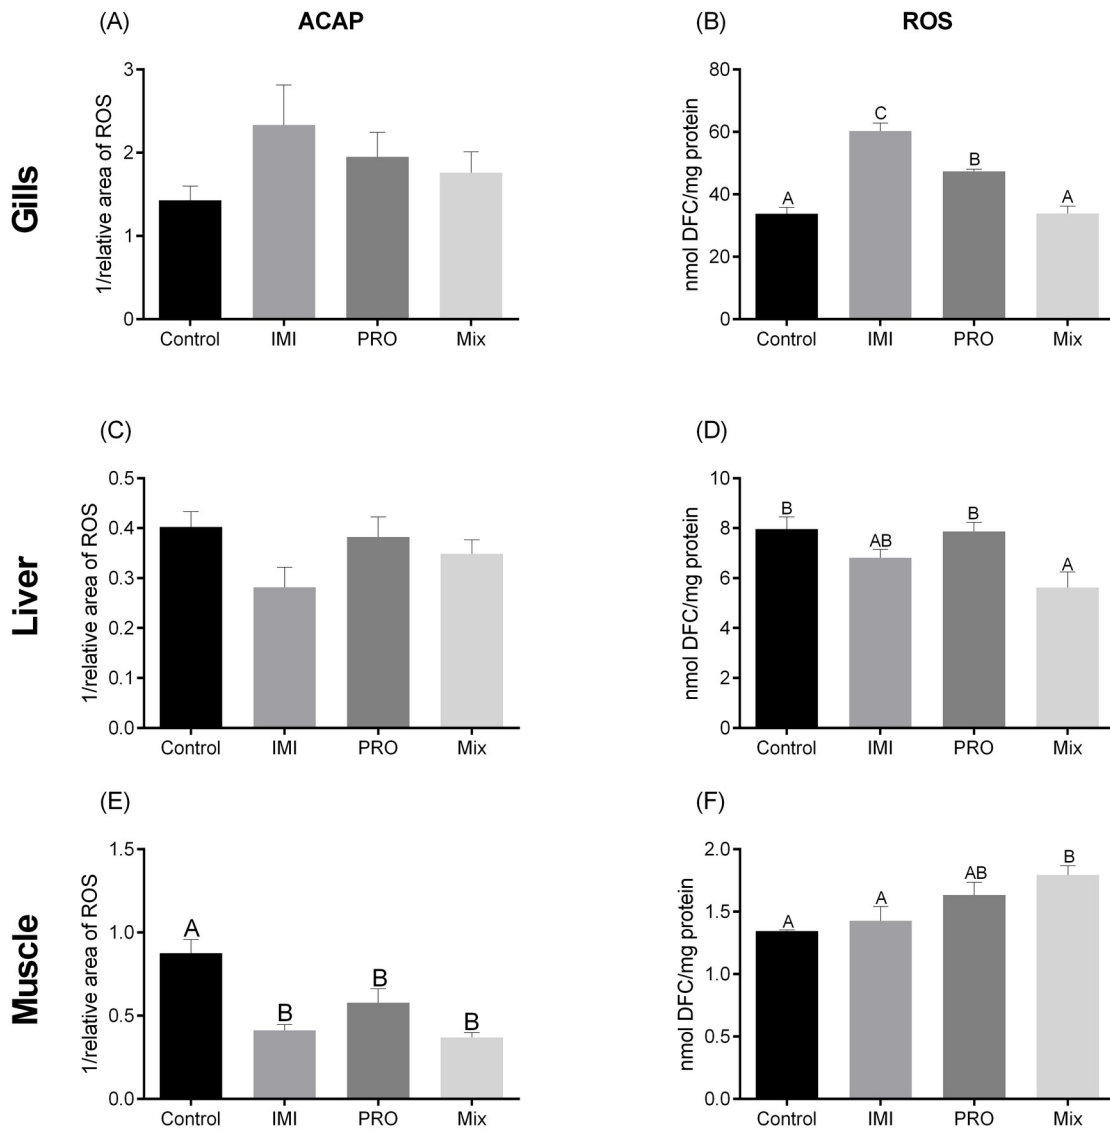 (A)
ACAP
(B)
ROS
Gills
1/relative area of ROS
3
2
1
0
Control IMI PRO Mix
nmol DFC/mg protein
80
60
40
20
0
A
C
B
A
Control IMI PRO Mix
(C)
(D)
Liver
1/relative area of ROS
0.5
0.4
0.3
0.2
0.1
0.0
Control IMI PRO Mix
nmol DFC/mg protein
10
8
6
4
2
0
B
AB
B
A
Control IMI PRO Mix
(E)
(F)
Muscle
1/relative area of ROS
1.5
1.0
0.5
0.0
A
B
B
B
Control IMI PRO Mix
nmol DFC/mg protein
2.0
1.5
1.0
0.5
0.0
A
A
AB
B
Control IMI PRO Mix